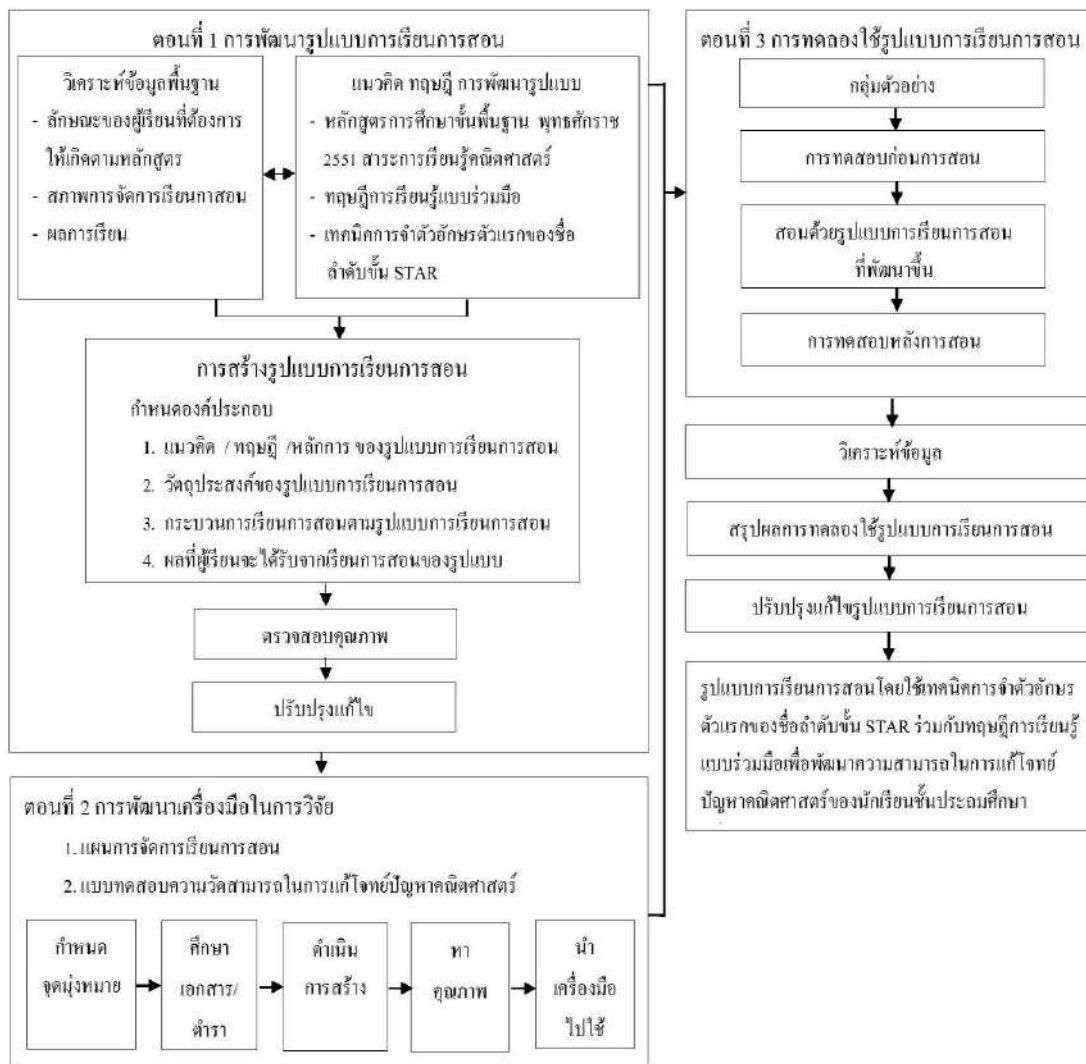 ตอนที่ 1 การพัฒนารูปแบบการเรียนการสอน
วิเคราะห์ข้อมูลพื้นฐาน
- ลักษณะของผู้เรียนที่ต้องการ
ให้เกิดตามหลักสูตร
- สภาพการจัดการเรียนกาสอน
- ผลการเรียน
แนวคิด ทฤษฎี การพัฒนารูปแบบ
- หลักสูตรการศึกษาขั้นพื้นฐาน พุทธศักราช
2551 สาระการเรียนรู้คณิตศาสตร์
- ทฤษฎีการเรียนรู้แบบร่วมมือ
- เทคนิคการจำตัวอักษรตัวแรกของชื่อ
ลำดับขั้น STAR
การสร้างรูปแบบการเรียนการสอน
กำหนดองค์ประกอบ
1. แนวคิด / ทฤษฎี /หลักการ ของรูปแบบการเรียนการสอน
2. วัตถุประสงค์ของรูปแบบการเรียนการสอน
3. กระบวนการเรียนการสอนตามรูปแบบการเรียนการสอน
4. ผลที่ผู้เรียนจะได้รับจากเรียนการสอนของรูปแบบ
ตรวจสอบคุณภาพ
ปรับปรุงแก้ไข
ตอนที่ 2 การพัฒนาเครื่องมือในการวิจัย
1. แผนการจัดการเรียนการสอน
2. แบบทดสอบความวัดสามารถในการแก้โจทย์ปัญหาคณิตศาสตร์
กำหนด
จุดมุ่งหมาย
ศึกษา
เอกสาร/
ตำรา
ดำเนิน
การสร้าง
หา
คุณภาพ
นำ
เครื่องมือ
ไปใช้
ตอนที่ 3 การทดลองใช้รูปแบบการเรียนการสอน
กลุ่มตัวอย่าง
การทดสอบก่อนการสอน
สอนด้วยรูปแบบการเรียนการสอน
ที่พัฒนาขึ้น
การทดสอบหลังการสอน
วิเคราะห์ข้อมูล
สรุปผลการทดลองใช้รูปแบบการเรียนการสอน
ปรับปรุงแก้ไขรูปแบบการเรียนการสอน
รูปแบบการเรียนการสอนโดยใช้เทคนิคการจำตัวอักษร
ตัวแรกของชื่อลำดับขั้น STAR ร่วมกับทฤษฎีการเรียนรู้
แบบร่วมมือเพื่อพัฒนาความสามารถในการแก้โจทย์
ปัญหาคณิตศาสตร์ของนักเรียนชั้นประถมศึกษา